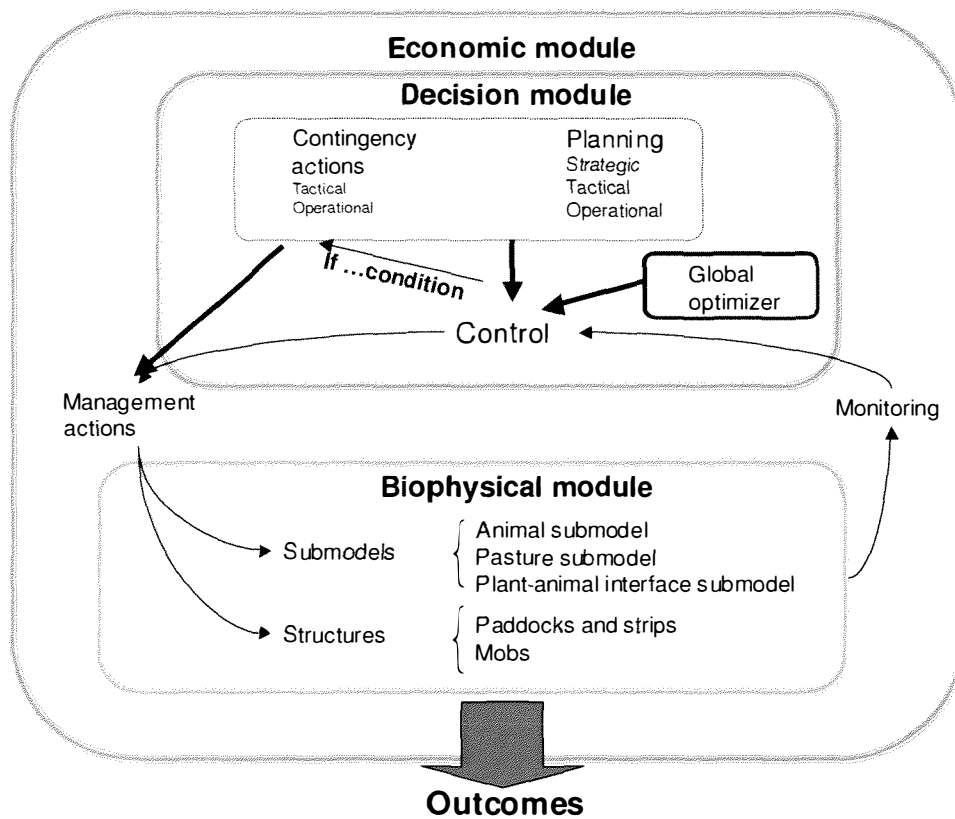 Economic module
Decision module
Contingency
actions
Tactical
Operational
Planning
Strategic
Tactical
Operational
If ...condition
Global
optimizer
Control
Management
actions
Monitoring
Biophysical module
Submodels
Animal submodel
Pasture submodel
Plant-animal interface submodel
Structures
Paddocks and strips
Mobs
Outcomes